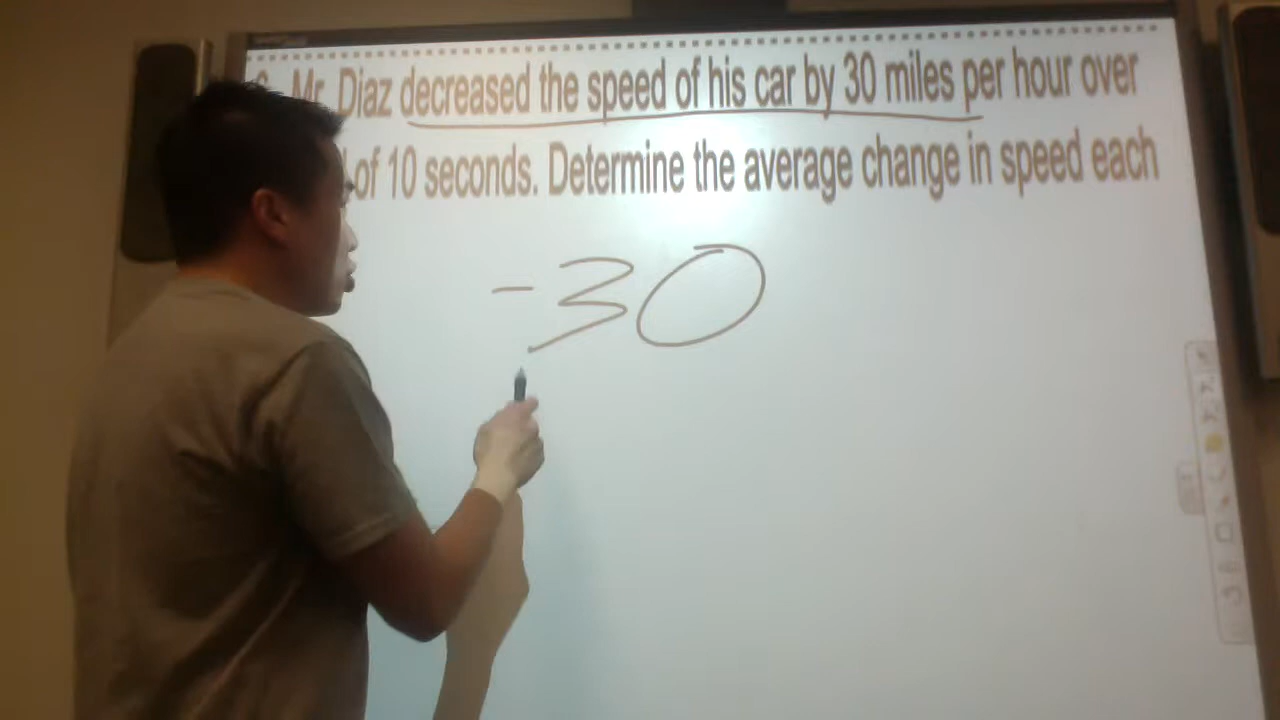 Mr. Diaz decreased the speed of his car by 30 miles per hour over
of 10 seconds. Determine the average change in speed each
-30